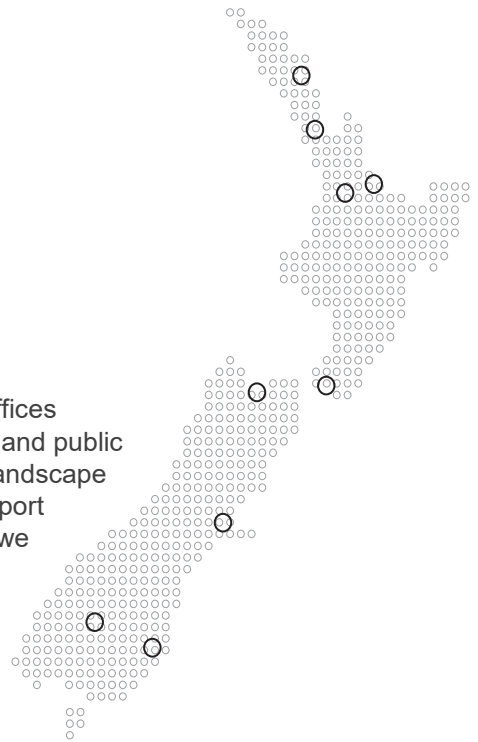 ffices
and public
andscape
port
we